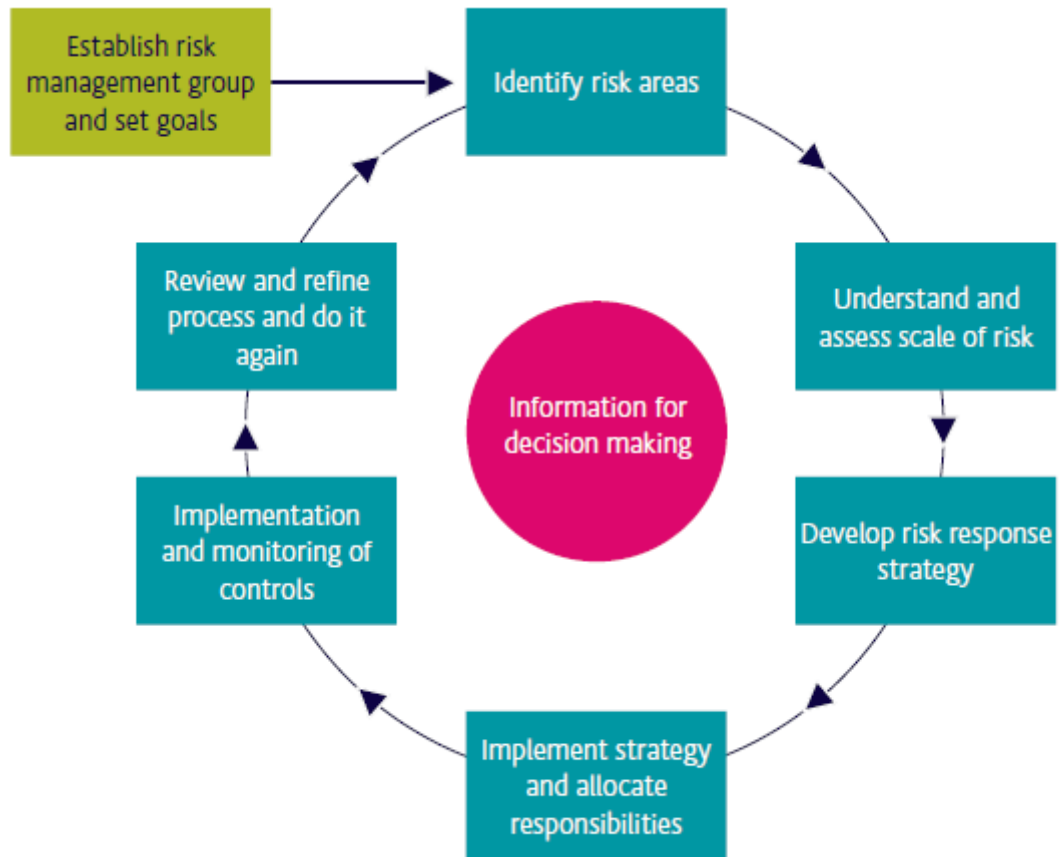 Establish risk
management group
and set goals
Identify risk areas
Understand and
assess scale of risk
Develop risk response
strategy
Implement strategy
and allocate
responsibilities
Implementation
and monitoring of
controls
Review and refine
process and do it
again
Information for
decision making